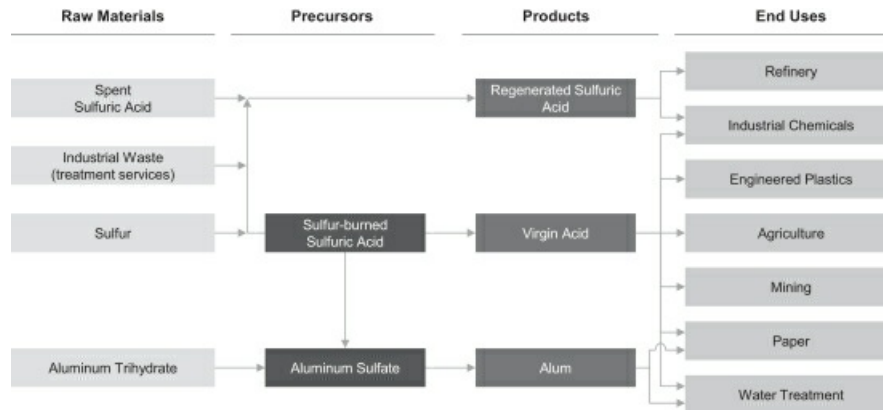 Raw Materials
Precursors
Products
End Uses
Spent
Sulfuric Acid
Regenerated Sulfuric
Acid
Refinery
Industrial Chemicals
Industrial Waste
(treatment services)
Engineered Plastics
Sulfur
Sulfur-burned
Sulfuric Acid
Virgin Acid
Agriculture
Mining
Paper
Aluminum Trihydrate
Aluminum Sulfate
Alum
Water Treatment